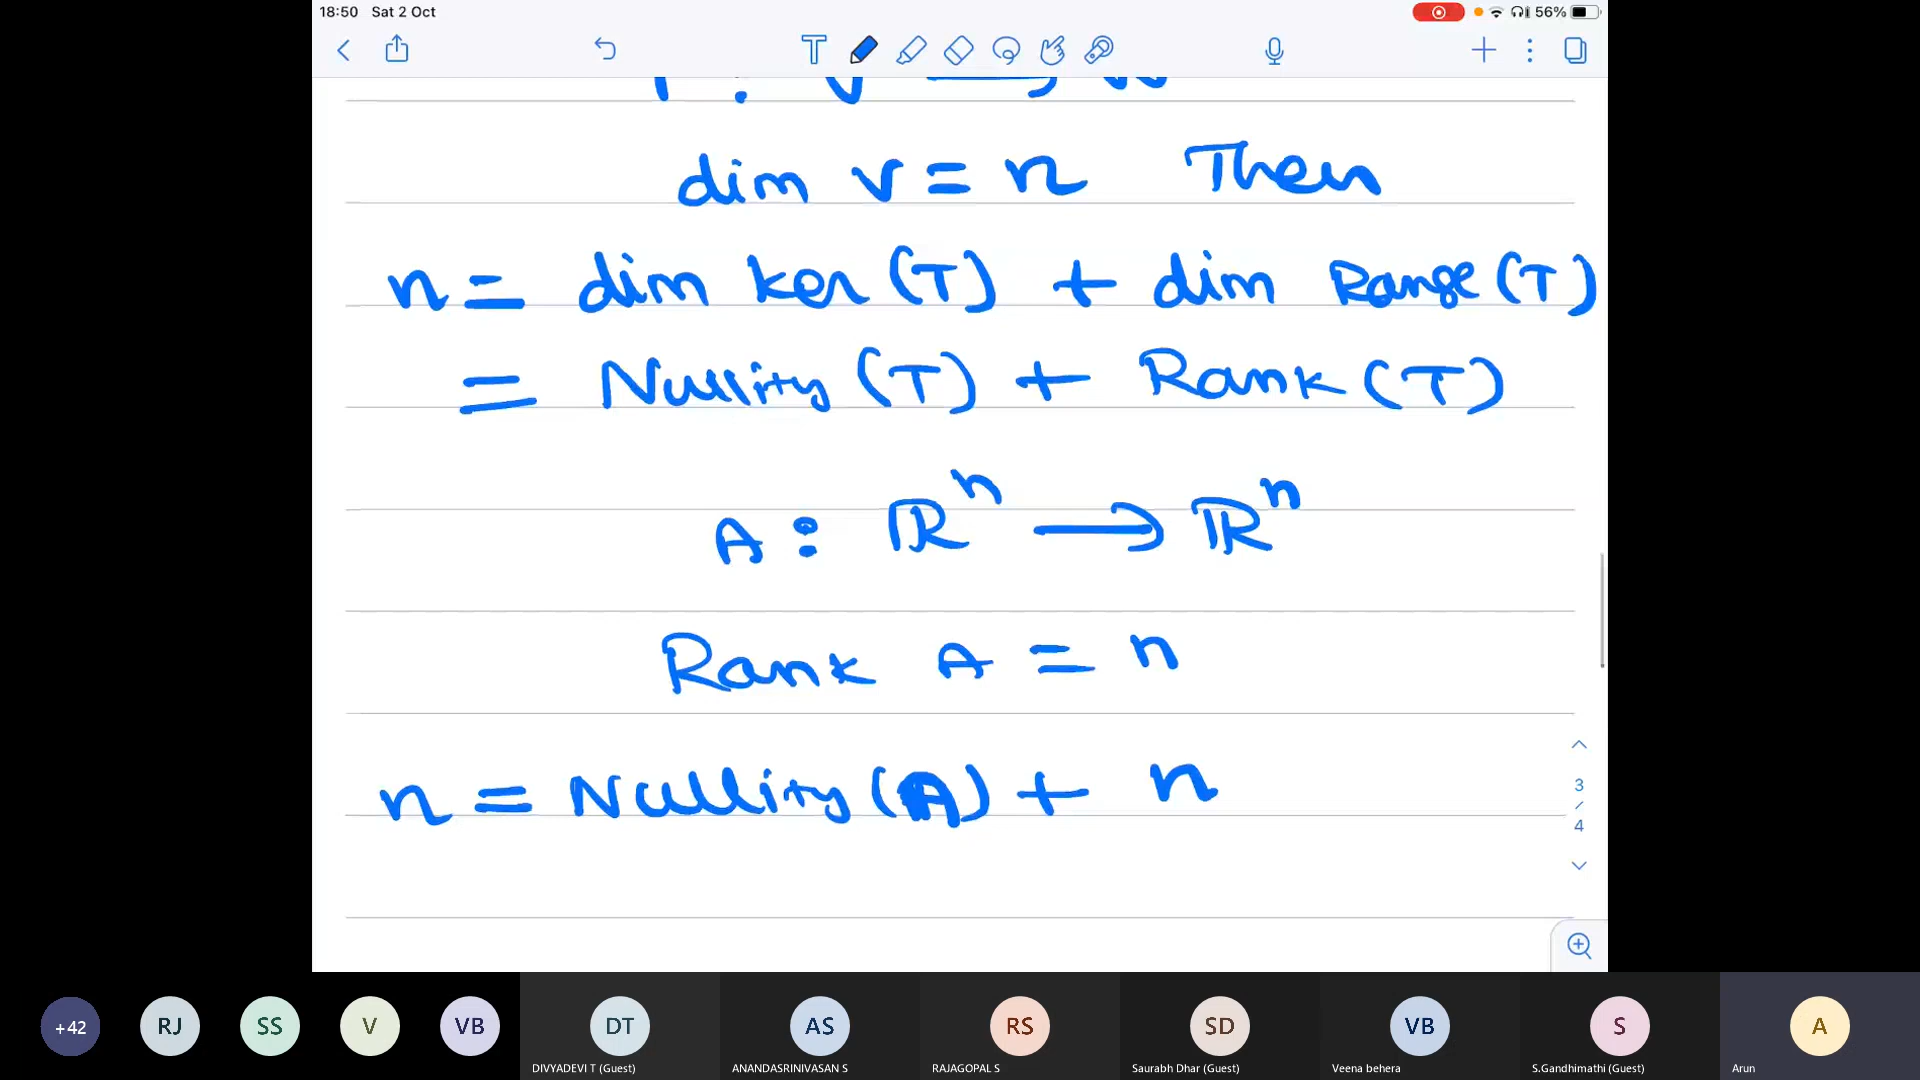 18:50 Sat 2 Oct 56%
T : V → W
dim V = n Then
n = dim ker (T) + dim Range (T)
= Nullity (T) + Rank (T)
A : ℝⁿ → ℝⁿ
Rank A = n
n = Nullity (A) + n
3
/
4
+42 RJ SS V VB DT AS RS SD VB S A
DIVYADEVI T (Guest) ANANDASRINIVASAN S RAJAGOPAL S Saurabh Dhar (Guest) Veena behera S.Gandhimathi (Guest) Arun